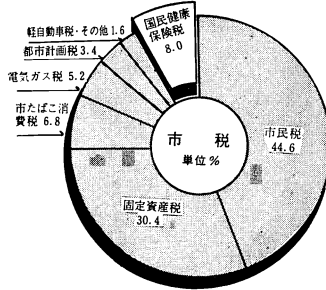 国民健康
保険税
8.0
軽自動車税・その他1.6
都市計画税3.4
電気ガス税5.2
市たばこ消
費税6.8
市税
単位%
市民税
44.6
固定資産税
30.4